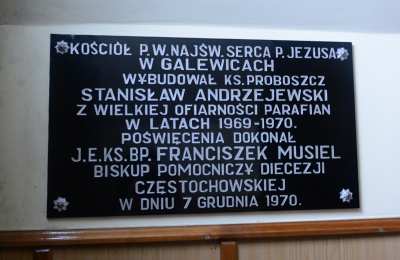 KOŚCIÓŁ P.W. NAJŚW. SERCA P. JEZUSA
W GALEWICACH
WYBUDOWAŁ KS. PROBOSZCZ
STANISŁAW ANDRZEJEWSKI
Z WIELKIEJ OFIARNOŚCI PARAFIAN
W LATACH 1969-1970.
POŚWIĘCENIA DOKONAŁ
J.E.KS.BP. FRANCISZEK MUSIEL
BISKUP POMOCNICZY DIECEZJI
CZĘSTOCHOWSKIEJ
W DNIU 7 GRUDNIA 1970.